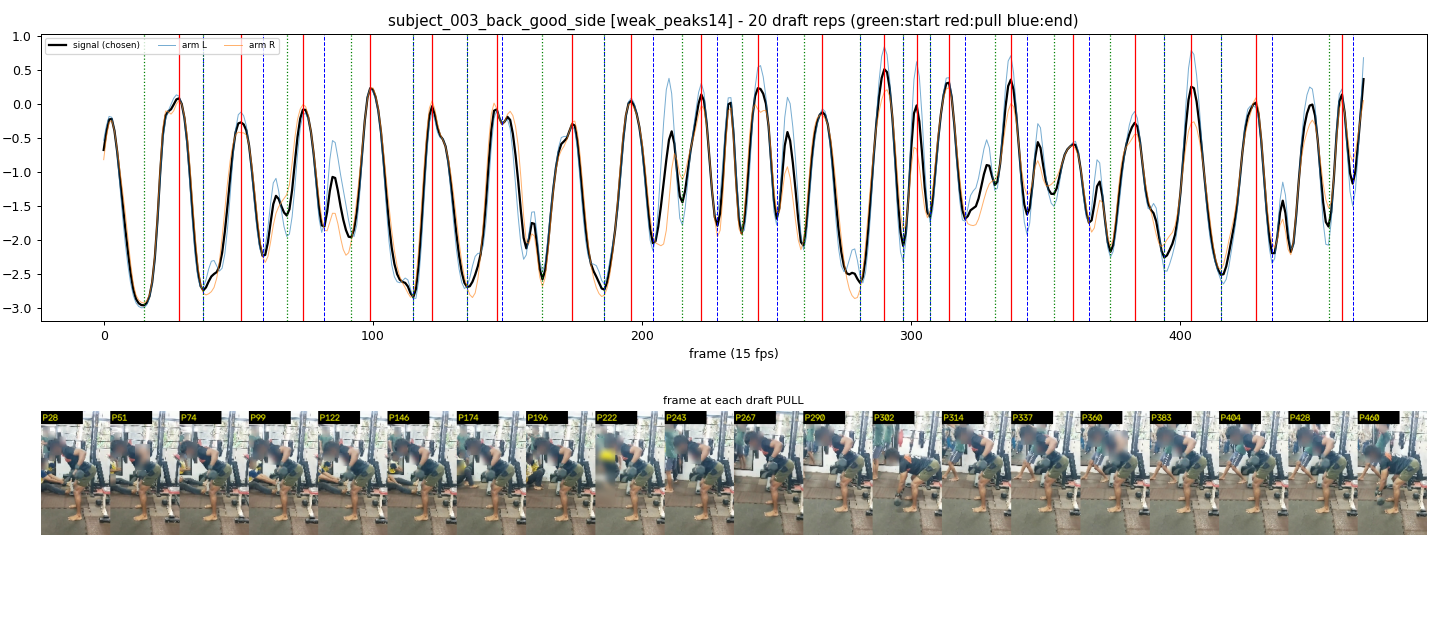 subject_003_back_good_side [weak_peaks14] - 20 draft reps (green:start red:pull blue:end)
signal (chosen) arm L arm R
1.0
0.5
0.0
−0.5
−1.0
−1.5
−2.0
−2.5
−3.0
0 100 200 300 400
frame (15 fps)
frame at each draft PULL
P28 P51 P74 P99 P122 P146 P174 P196 P222 P243 P267 P290 P302 P314 P337 P360 P383 P404 P428 P460